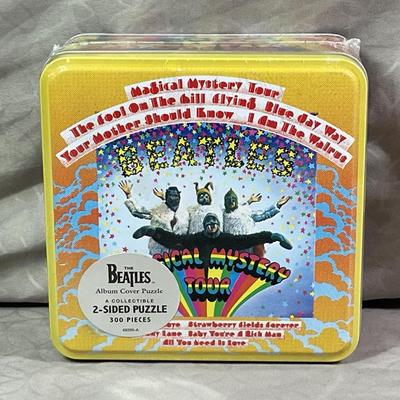 Magical Mystery Tour
The Fool On The Hill Flying Blue Jay Way
Your Mother Should Know I Am The Walrus
BEATLES
ICAL MYSTERY
TOUR
THE
BEATLES
Album Cover Puzzle
A COLLECTIBLE
2-SIDED PUZZLE
300 PIECES
Strawberry Fields Forever
Lane Baby You're A Rich Man
All You Need Is Love